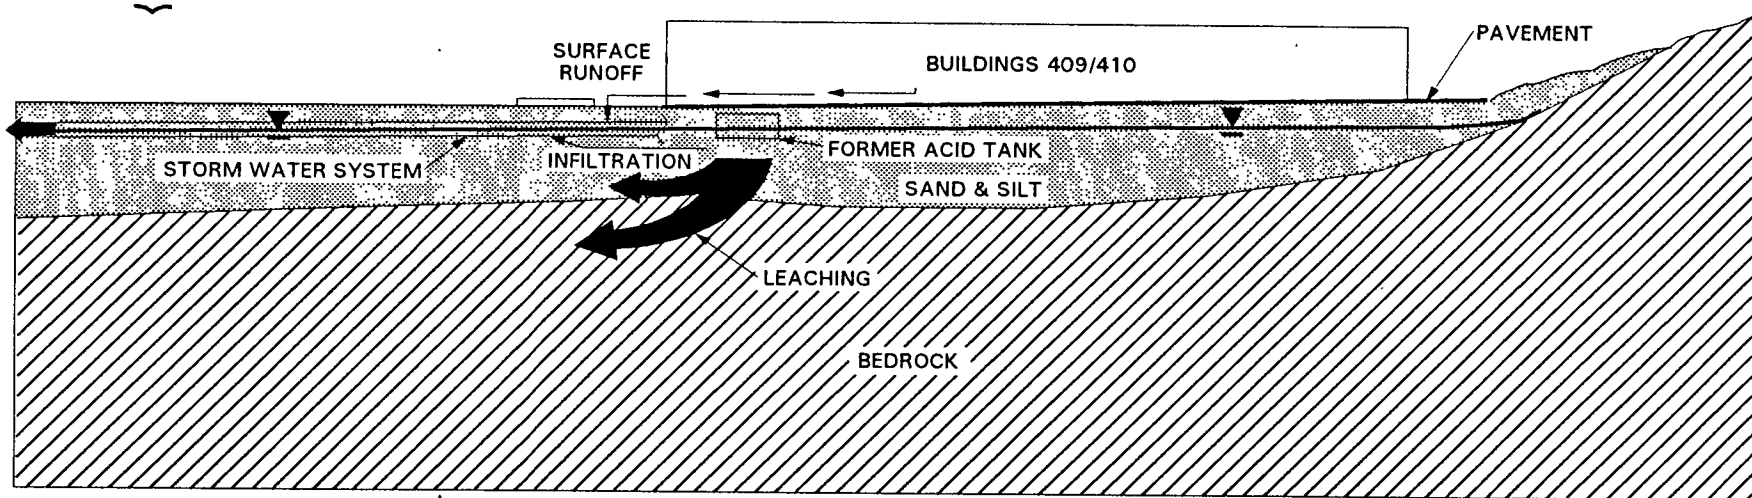 SURFACE
RUNOFF
BUILDINGS 409/410
PAVEMENT
STORM WATER SYSTEM
INFILTRATION
FORMER ACID TANK
SAND & SILT
LEACHING
BEDROCK